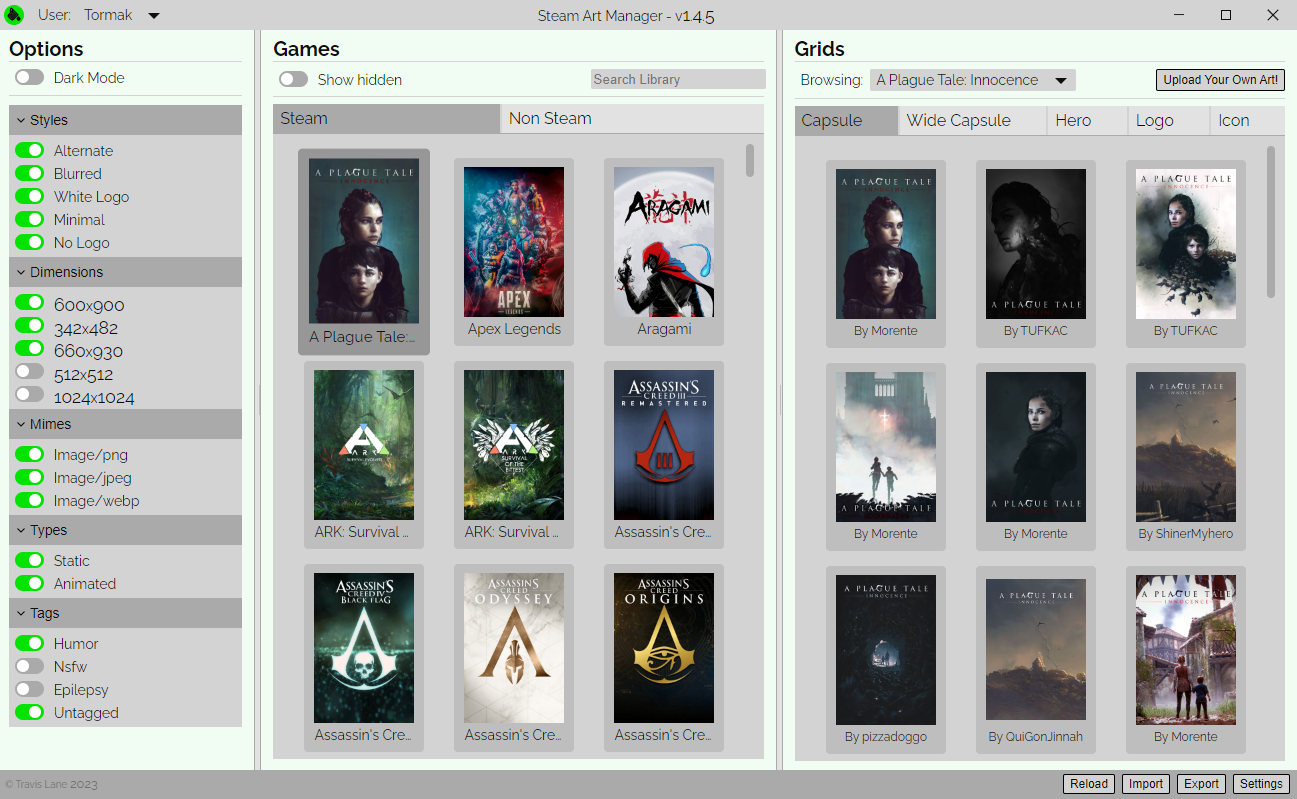 User: Tormak
Steam Art Manager - v1.4.5
Options
Dark Mode
Styles
Alternate
Blurred
White Logo
Minimal
No Logo
Dimensions
600x900
342x482
660x930
512x512
1024x1024
Mimes
Image/png
Image/jpeg
Image/webp
Types
Static
Animated
Tags
Humor
Nsfw
Epilepsy
Untagged
Games
Show hidden
Search Library
Steam
Non Steam
A PLAGUE TALE
INNOCENCE
A Plague Tale:...
APEX
LEGENDS
Apex Legends
ARAGAMI
Aragami
ARK
SURVIVAL EVOLVED
ARK: Survival ...
ARK
SURVIVAL
OF THE
FITTEST
ARK: Survival ...
ASSASSIN'S
CREED III
REMASTERED
Assassin's Cre...
ASSASSIN'S
CREED IV
BLACK FLAG
Assassin's Cre...
ASSASSIN'S
CREED
ODYSSEY
Assassin's Cre...
ASSASSIN'S
CREED
ORIGINS
Assassin's Cre...
Grids
Browsing: A Plague Tale: Innocence
Upload Your Own Art!
Capsule
Wide Capsule
Hero
Logo
Icon
A PLAGUE TALE
INNOCENCE
By Morente
A PLAGUE TALE
By TUFKAC
A PLAGUE TALE
By TUFKAC
A PLAGUE TALE
By Morente
A PLAGUE TALE
By Morente
A PLAGUE TALE
INNOCENCE
By ShinerMyhero
A PLAGUE TALE
INNOCENCE
By pizzadoggo
A PLAGUE TALE
INNOCENCE
By QuiGonJinnah
A PLAGUE TALE
INNOCENCE
By Morente
© Travis Lane 2023
Reload
Import
Export
Settings